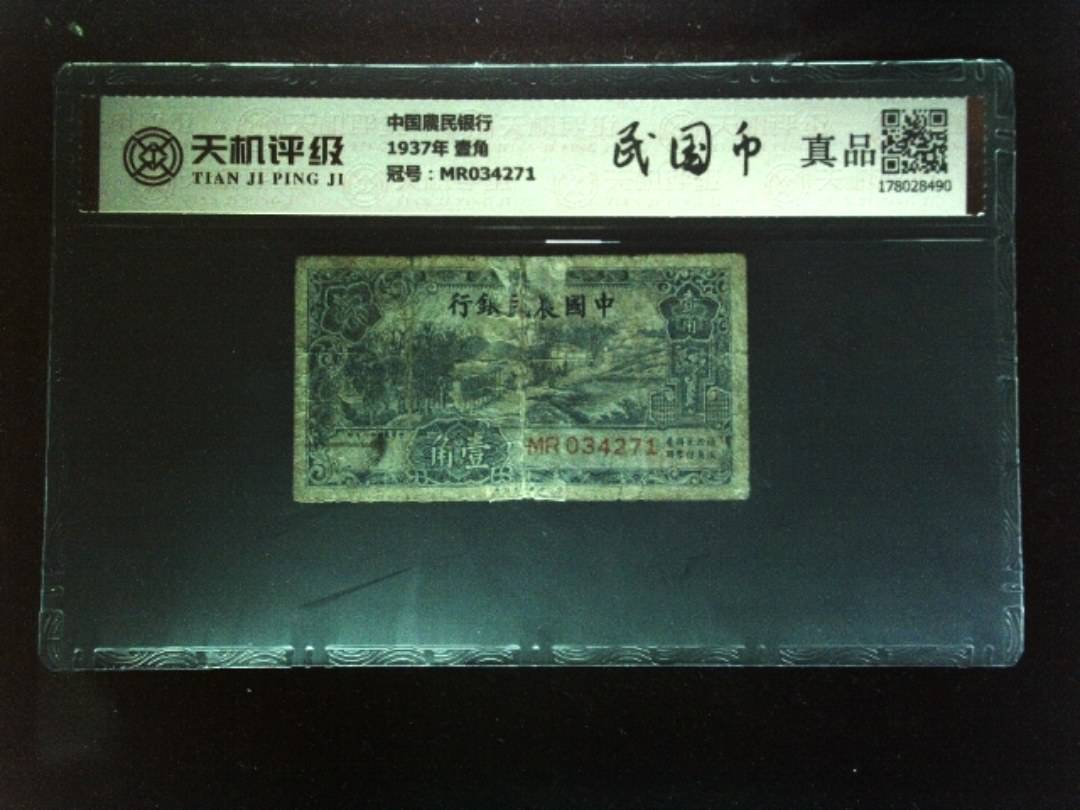 天机评级
TIAN JI PING JI
中国農民银行
1937年 壹角
冠号：MR034271
民国币
真品
178028490
行銀民農國中
壹角
角壹
MR034271